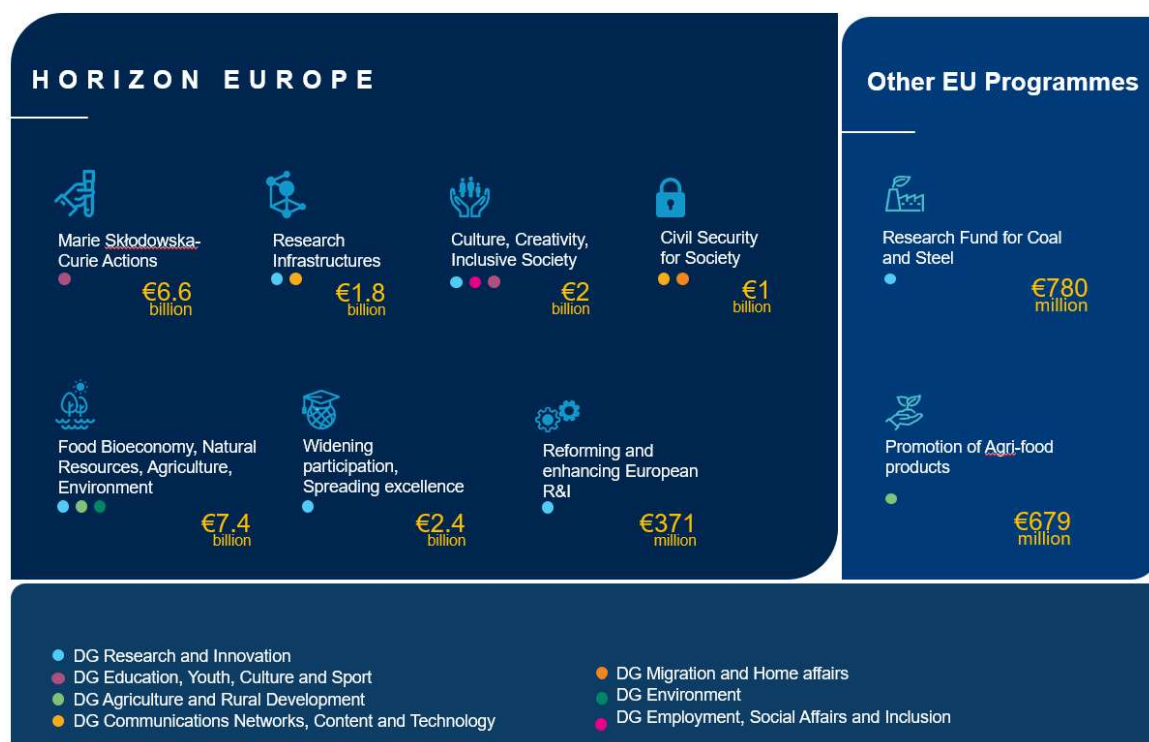 HORIZON EUROPE
Marie Skłodowska-
Curie Actions
€6.6
billion
Research
Infrastructures
€1.8
billion
Culture, Creativity,
Inclusive Society
€2
billion
Civil Security
for Society
€1
billion
Food Bioeconomy, Natural
Resources, Agriculture,
Environment
€7.4
billion
Widening
participation,
Spreading excellence
€2.4
billion
Reforming and
enhancing European
R&I
€371
million
Other EU Programmes
Research Fund for Coal
and Steel
€780
million
Promotion of Agri-food
products
€679
million
DG Research and Innovation
DG Education, Youth, Culture and Sport
DG Agriculture and Rural Development
DG Communications Networks, Content and Technology
DG Migration and Home affairs
DG Environment
DG Employment, Social Affairs and Inclusion